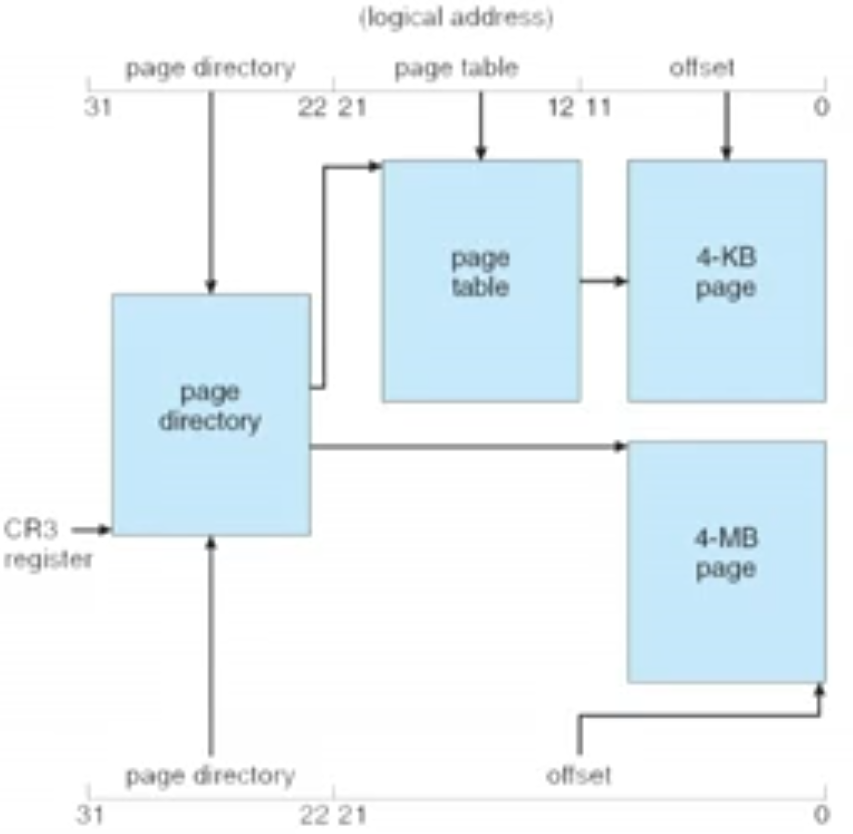 (logical address)
page directory page table offset
31 22 21 12 11 0
page
table
4-KB
page
page
directory
CR3
register
4-MB
page
page directory offset
31 22 21 0